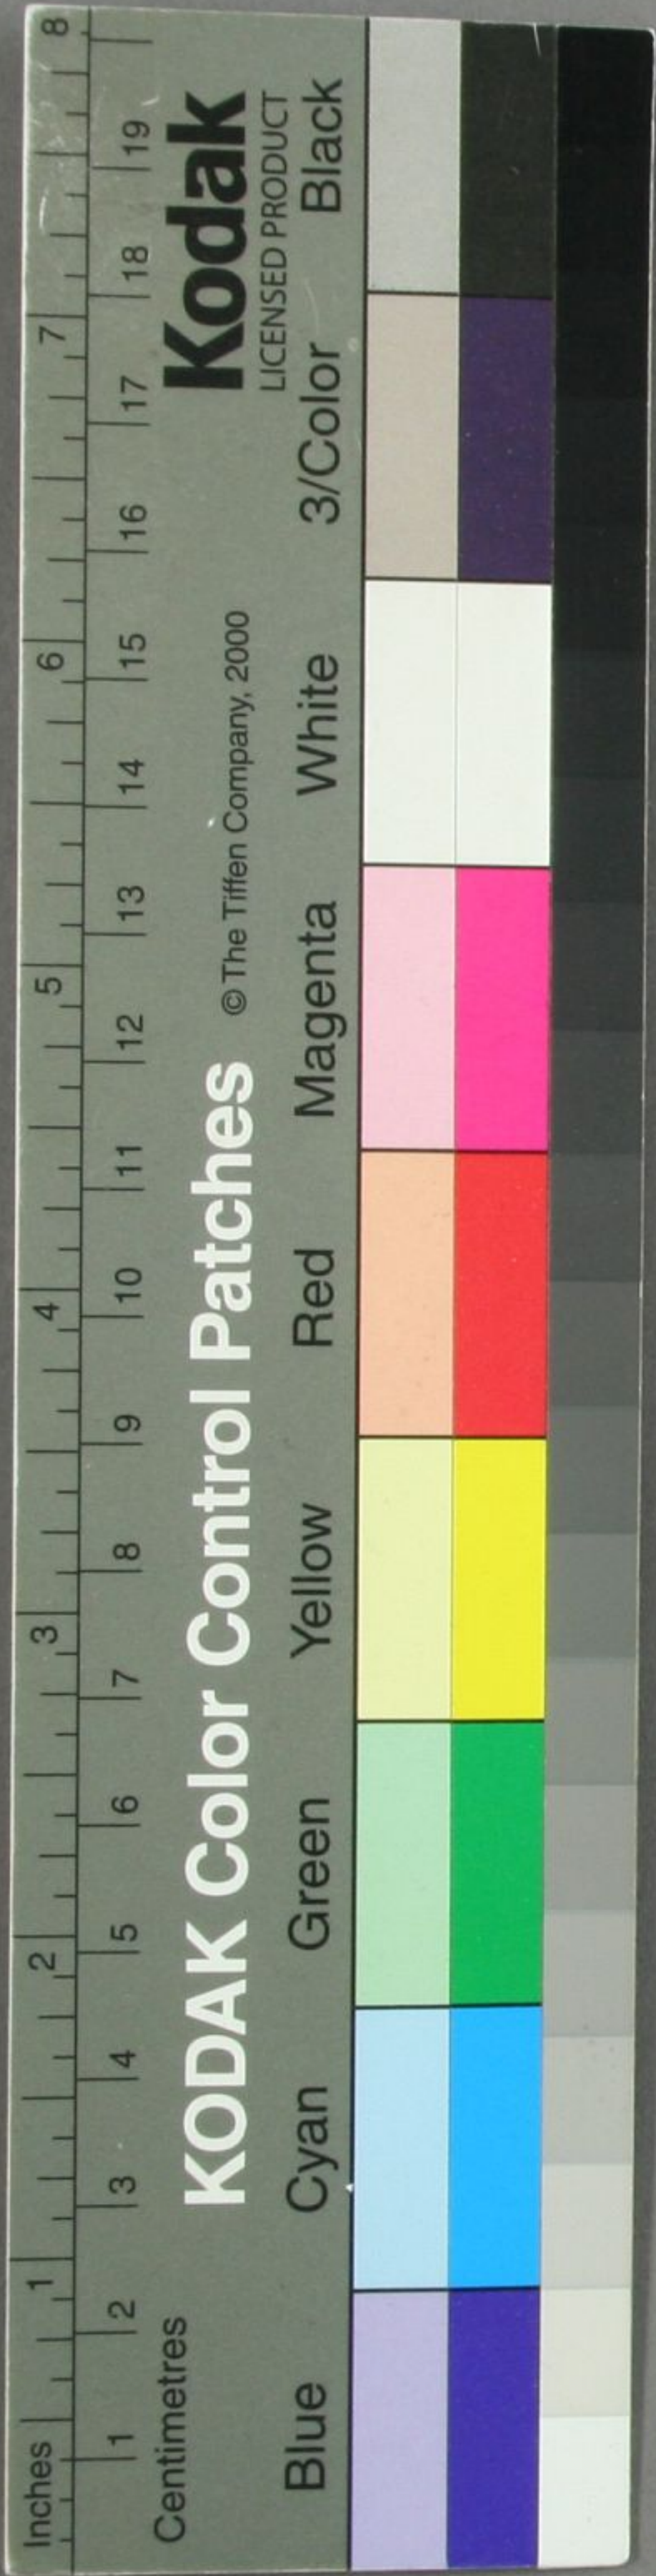 Inches 1 2 3 4 5 6 7 8
Centimetres 1 2 3 4 5 6 7 8 9 10 11 12 13 14 15 16 17 18 19
KODAK Color Control Patches © The Tiffen Company, 2000 Kodak
LICENSED PRODUCT
Blue Cyan Green Yellow Red Magenta White 3/Color Black